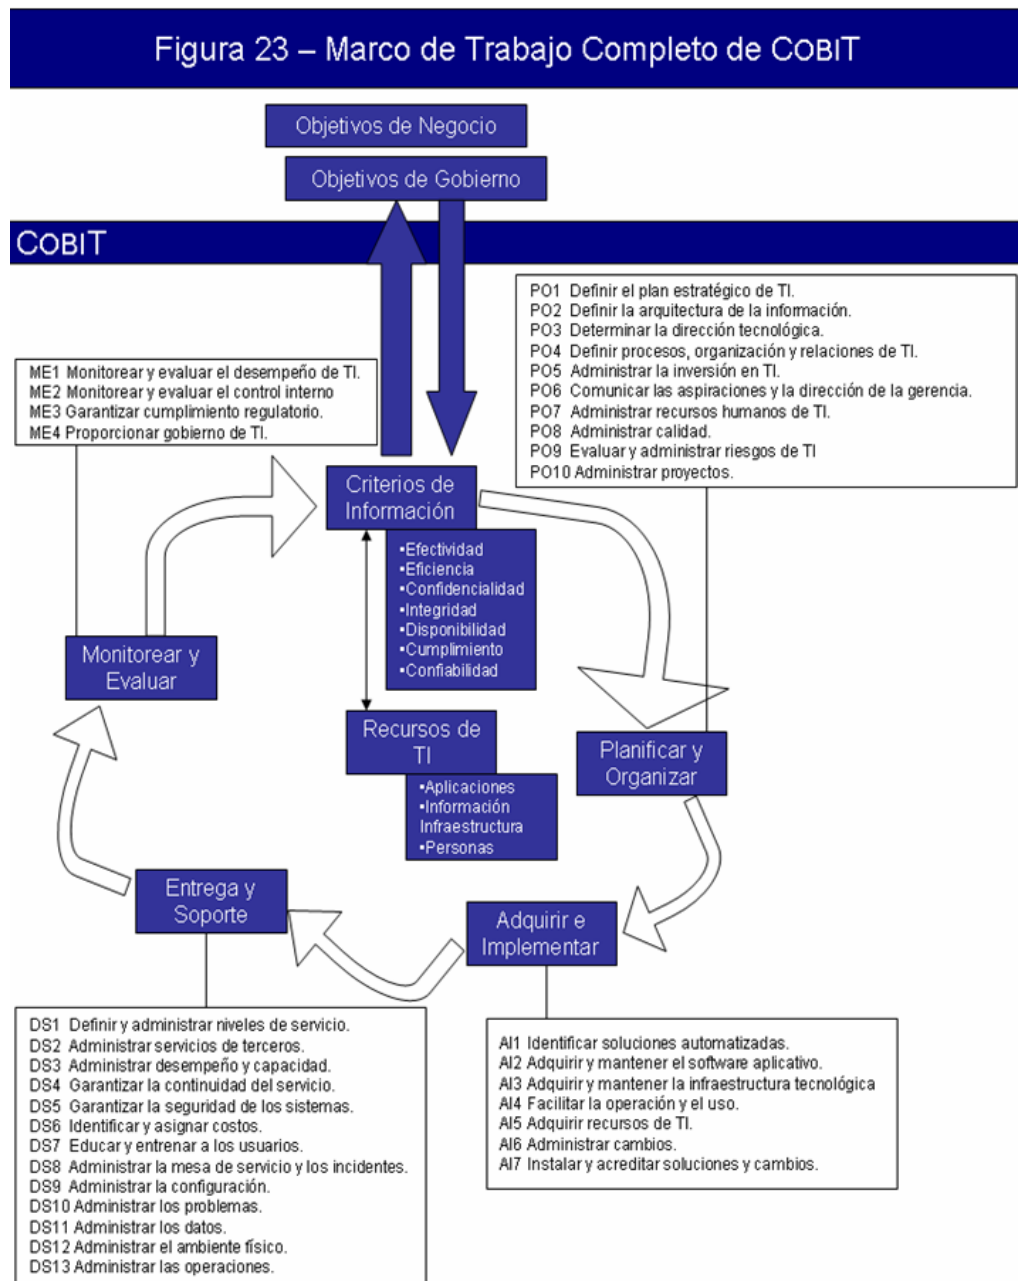 Figura 23 – Marco de Trabajo Completo de COBIT
Objetivos de Negocio
Objetivos de Gobierno
COBIT
PO1 Definir el plan estratégico de TI.
PO2 Definir la arquitectura de la información.
PO3 Determinar la dirección tecnológica.
PO4 Definir procesos, organización y relaciones de TI.
PO5 Administrar la inversión en TI.
PO6 Comunicar las aspiraciones y la dirección de la gerencia.
PO7 Administrar recursos humanos de TI.
PO8 Administrar calidad.
PO9 Evaluar y administrar riesgos de TI
PO10 Administrar proyectos.
ME1 Monitorear y evaluar el desempeño de TI.
ME2 Monitorear y evaluar el control interno
ME3 Garantizar cumplimiento regulatorio.
ME4 Proporcionar gobierno de TI.
Criterios de
Información
•Efectividad
•Eficiencia
•Confidencialidad
•Integridad
•Disponibilidad
•Cumplimiento
•Confiabilidad
Monitorear y
Evaluar
Recursos de
TI
•Aplicaciones
•Información
Infraestructura
•Personas
Planificar y
Organizar
Entrega y
Soporte
Adquirir e
Implementar
DS1 Definir y administrar niveles de servicio.
DS2 Administrar servicios de terceros.
DS3 Administrar desempeño y capacidad.
DS4 Garantizar la continuidad del servicio.
DS5 Garantizar la seguridad de los sistemas.
DS6 Identificar y asignar costos.
DS7 Educar y entrenar a los usuarios.
DS8 Administrar la mesa de servicio y los incidentes.
DS9 Administrar la configuración.
DS10 Administrar los problemas.
DS11 Administrar los datos.
DS12 Administrar el ambiente físico.
DS13 Administrar las operaciones.
AI1 Identificar soluciones automatizadas.
AI2 Adquirir y mantener el software aplicativo.
AI3 Adquirir y mantener la infraestructura tecnológica
AI4 Facilitar la operación y el uso.
AI5 Adquirir recursos de TI.
AI6 Administrar cambios.
AI7 Instalar y acreditar soluciones y cambios.